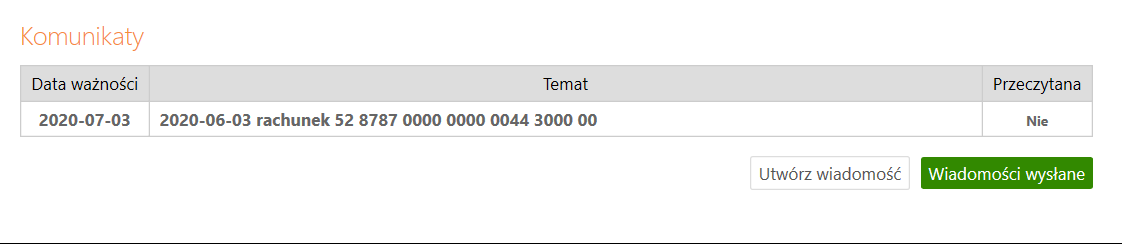 Komunikaty
Data ważności Temat Przeczytana
2020-07-03 2020-06-03 rachunek 52 8787 0000 0000 0044 3000 00 Nie
Utwórz wiadomość Wiadomości wysłane